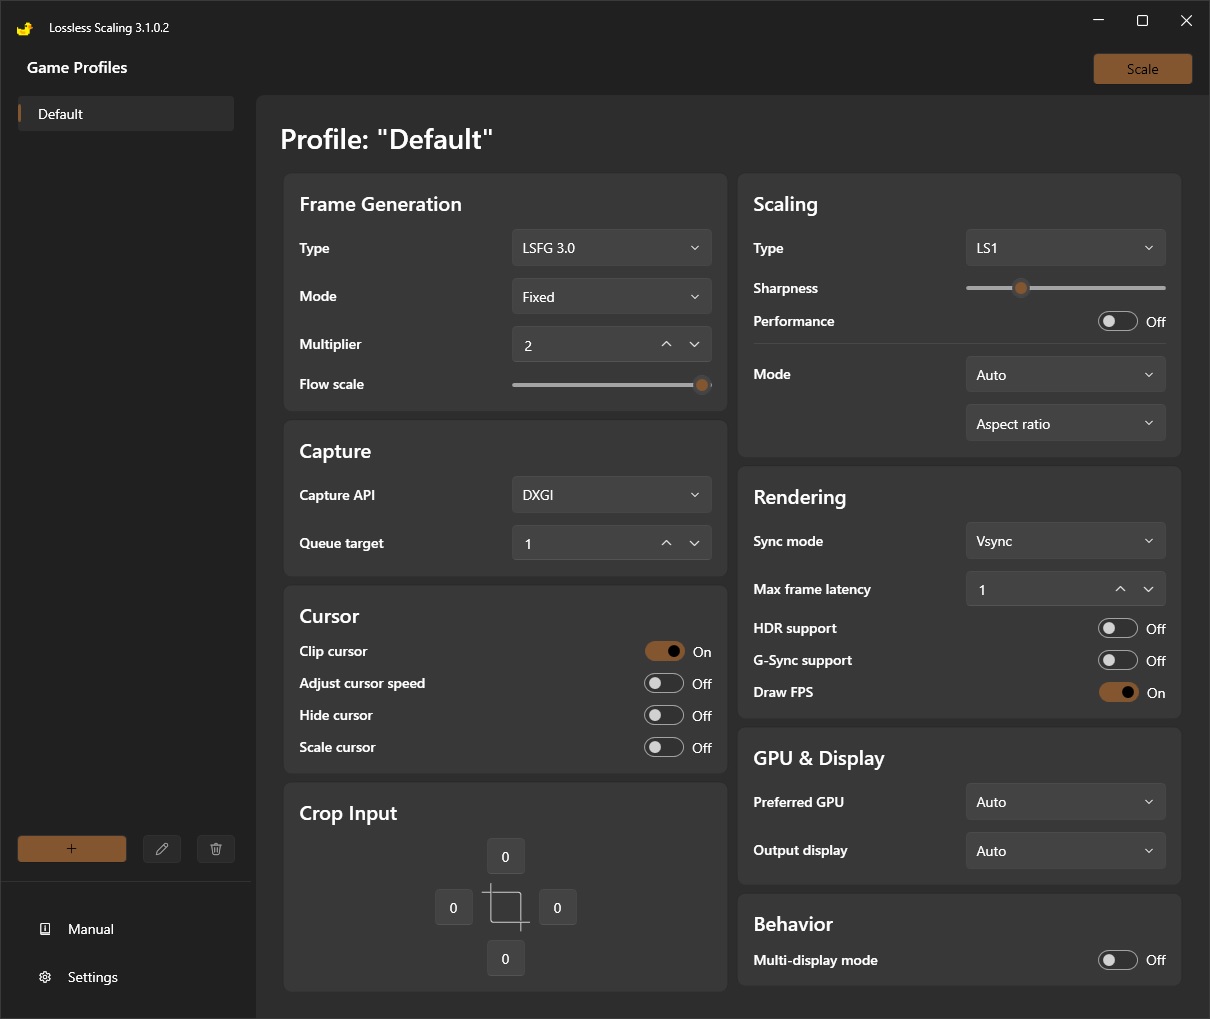 Lossless Scaling 3.1.0.2
Game Profiles
Scale
Default
Profile: "Default"
Frame Generation
Type
LSFG 3.0
Mode
Fixed
Multiplier
2
Flow scale
Capture
Capture API
DXGI
Queue target
1
Cursor
Clip cursor
On
Adjust cursor speed
Off
Hide cursor
Off
Scale cursor
Off
Crop Input
0
0
0
0
Scaling
Type
LS1
Sharpness
Performance
Off
Mode
Auto
Aspect ratio
Rendering
Sync mode
Vsync
Max frame latency
1
HDR support
Off
G-Sync support
Off
Draw FPS
On
GPU & Display
Preferred GPU
Auto
Output display
Auto
Behavior
Multi-display mode
Off
+
Manual
Settings